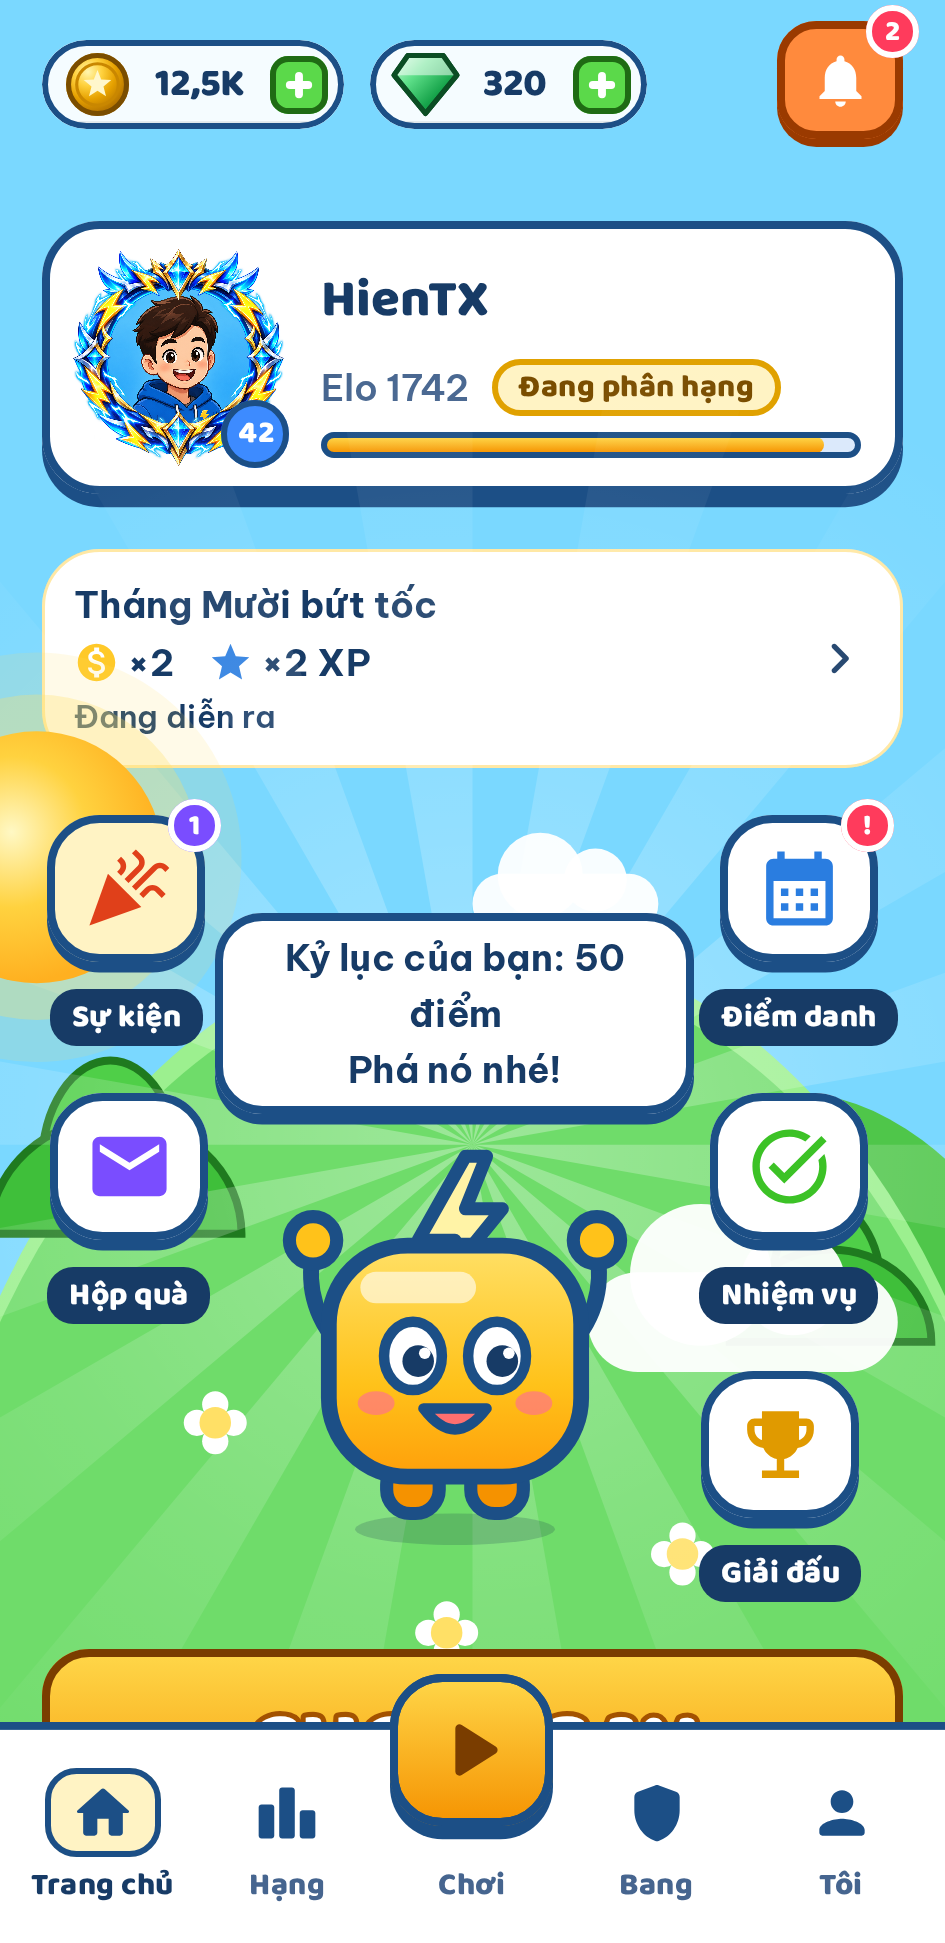 12,5K
320
2
HienTX
Elo 1742
Đang phân hạng
42
Tháng Mười bứt tốc
×2
×2 XP
Đang diễn ra
1
!
Kỷ lục của bạn: 50
điểm
Phá nó nhé!
Sự kiện
Điểm danh
Hộp quà
Nhiệm vụ
Giải đấu
Trang chủ
Hạng
Chơi
Bang
Tôi